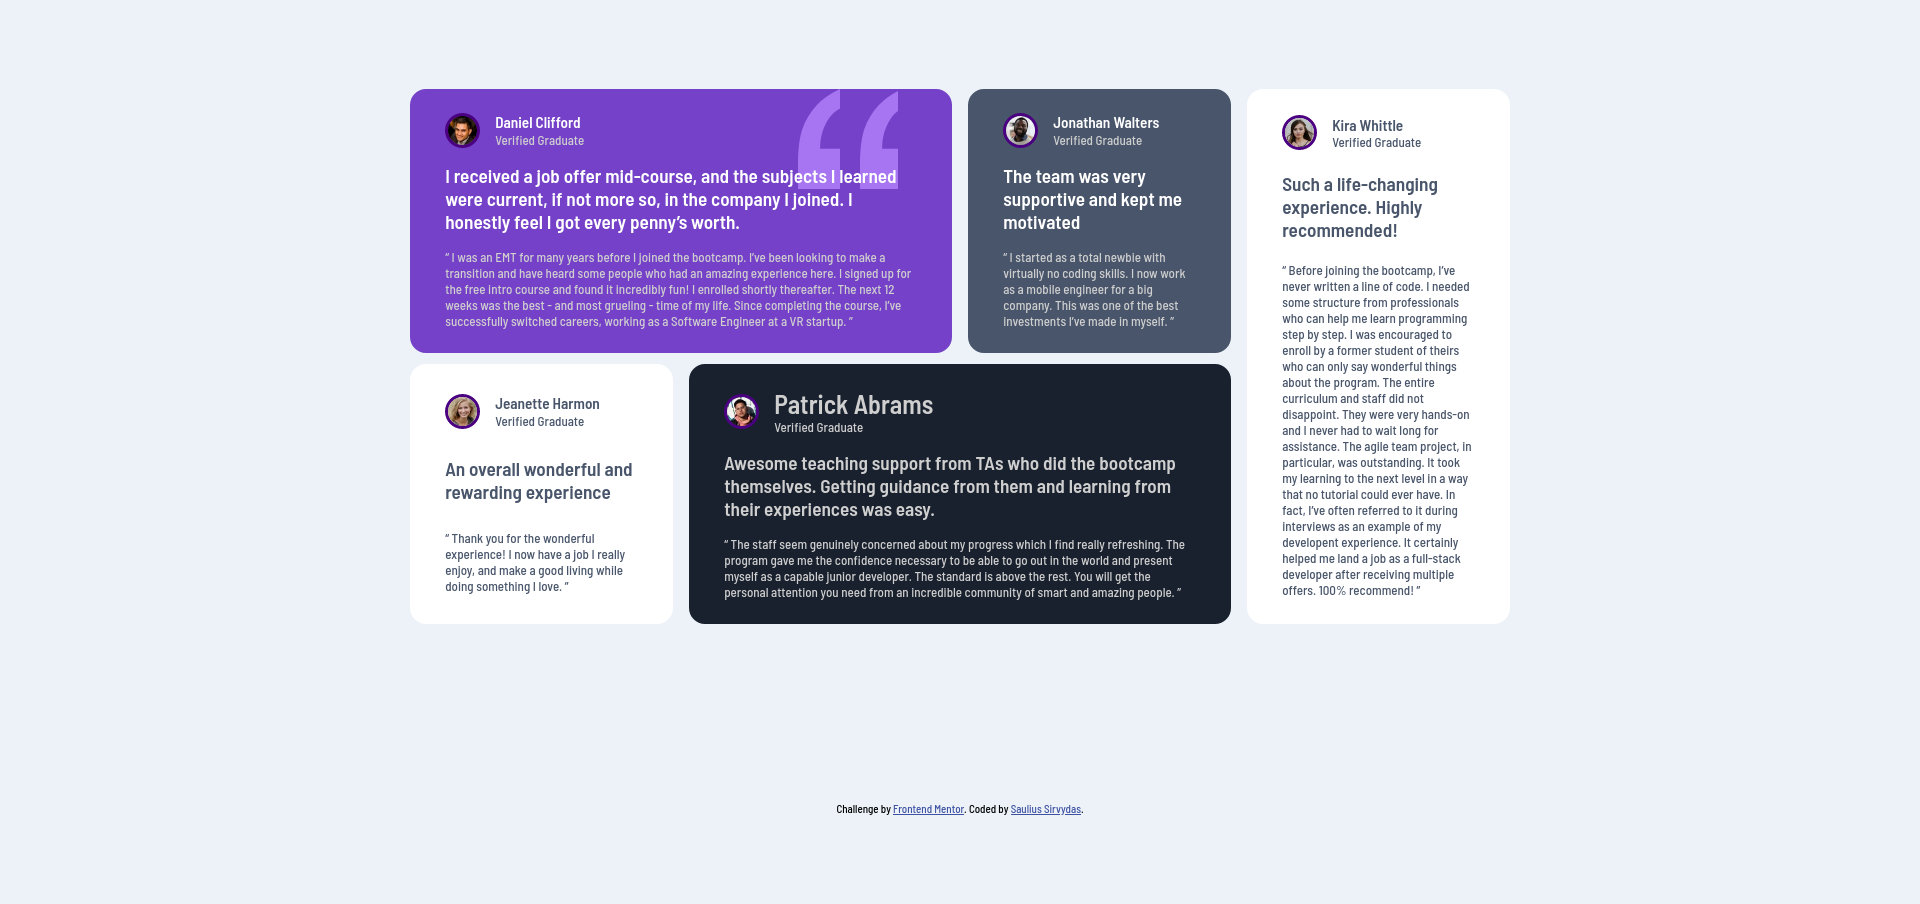 Daniel Clifford
Verified Graduate
I received a job offer mid-course, and the subjects I learned
were current, if not more so, in the company I joined. I
honestly feel I got every penny’s worth.
“ I was an EMT for many years before I joined the bootcamp. I’ve been looking to make a
transition and have heard some people who had an amazing experience here. I signed up for
the free intro course and found it incredibly fun! I enrolled shortly thereafter. The next 12
weeks was the best - and most grueling - time of my life. Since completing the course, I’ve
successfully switched careers, working as a Software Engineer at a VR startup. ”
Jonathan Walters
Verified Graduate
The team was very
supportive and kept me
motivated
“ I started as a total newbie with
virtually no coding skills. I now work
as a mobile engineer for a big
company. This was one of the best
investments I’ve made in myself. ”
Kira Whittle
Verified Graduate
Such a life-changing
experience. Highly
recommended!
“ Before joining the bootcamp, I’ve
never written a line of code. I needed
some structure from professionals
who can help me learn programming
step by step. I was encouraged to
enroll by a former student of theirs
who can only say wonderful things
about the program. The entire
curriculum and staff did not
disappoint. They were very hands-on
and I never had to wait long for
assistance. The agile team project, in
particular, was outstanding. It took
my learning to the next level in a way
that no tutorial could ever have. In
fact, I’ve often referred to it during
interviews as an example of my
developent experience. It certainly
helped me land a job as a full-stack
developer after receiving multiple
offers. 100% recommend! ”
Jeanette Harmon
Verified Graduate
An overall wonderful and
rewarding experience
“ Thank you for the wonderful
experience! I now have a job I really
enjoy, and make a good living while
doing something I love. ”
Patrick Abrams
Verified Graduate
Awesome teaching support from TAs who did the bootcamp
themselves. Getting guidance from them and learning from
their experiences was easy.
“ The staff seem genuinely concerned about my progress which I find really refreshing. The
program gave me the confidence necessary to be able to go out in the world and present
myself as a capable junior developer. The standard is above the rest. You will get the
personal attention you need from an incredible community of smart and amazing people. ”
Challenge by Frontend Mentor. Coded by Saulius Sirvydas.